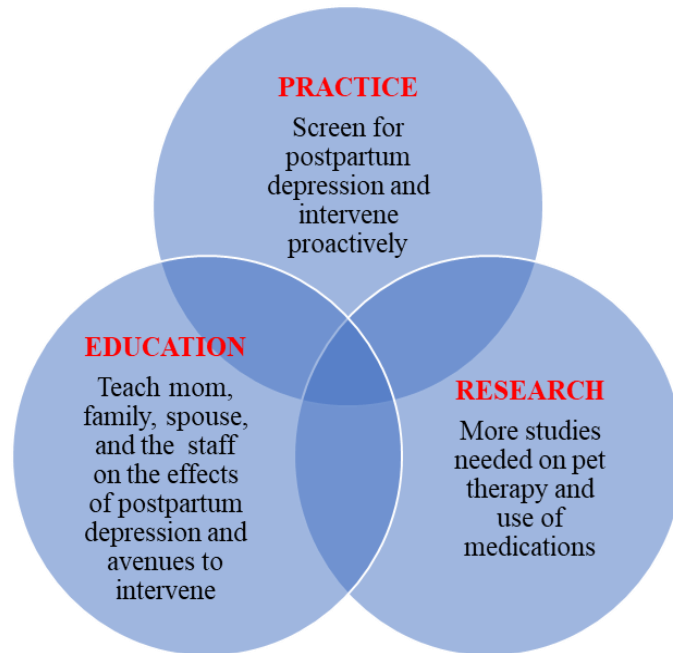 PRACTICE
Screen for
postpartum
depression and
intervene
proactively
EDUCATION
Teach mom,
family, spouse,
and the staff
on the effects
of postpartum
depression and
avenues to
intervene
RESEARCH
More studies
needed on pet
therapy and
use of
medications